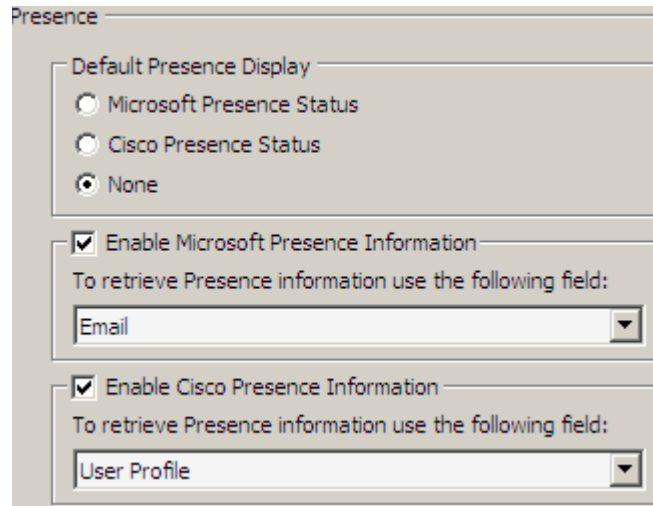 Presence
Default Presence Display
Microsoft Presence Status
Cisco Presence Status
None
Enable Microsoft Presence Information
To retrieve Presence information use the following field:
Email
Enable Cisco Presence Information
To retrieve Presence information use the following field:
User Profile